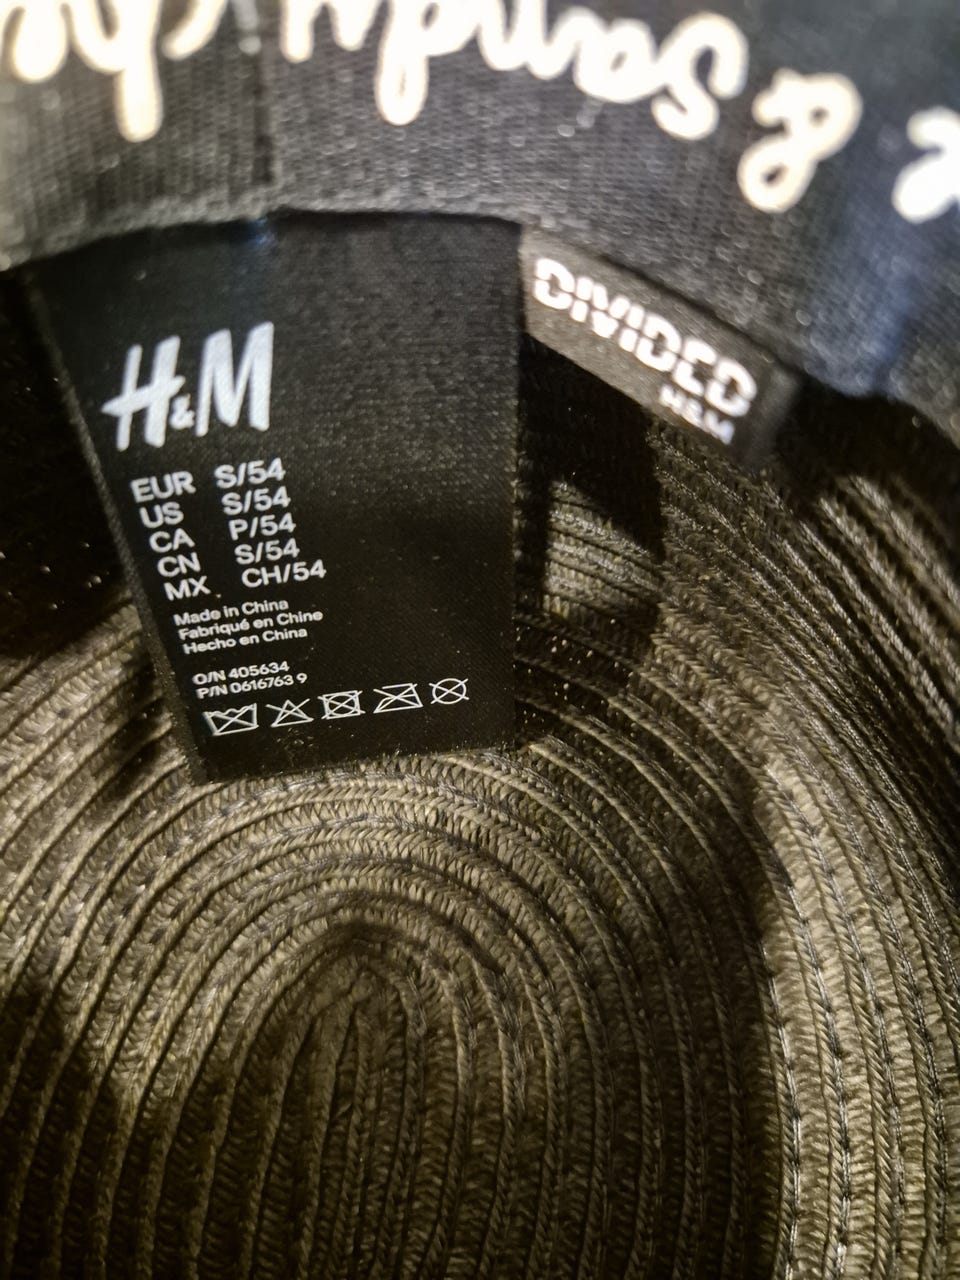 H&M
EUR S/54
US S/54
CA P/54
CN S/54
MX CH/54
Made in China
Fabriqué en Chine
Hecho en China
O/N 405634
P/N 0616763 9
DIVIDED
H&M